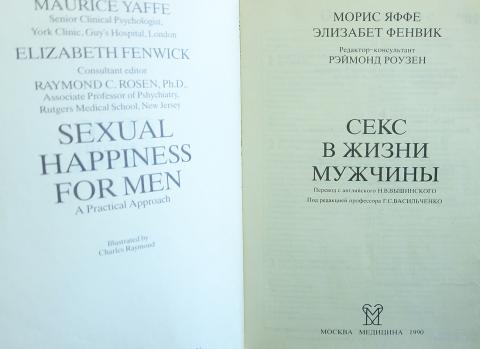 MAURICE YAFFE
Senior Clinical Psychologist,
York Clinic, Guy's Hospital, London
ELIZABETH FENWICK
Consultant editor
RAYMOND C. ROSEN, Ph.D.,
Associate Professor of Pshychiatry,
Rutgers Medical School, New Jersey
SEXUAL
HAPPINESS
FOR MEN
A Practical Approach
Illustrated by
Charles Raymond
МОРИС ЯФФЕ
ЭЛИЗАБЕТ ФЕНВИК
Редактор-консультант
РЭЙМОНД РОУЗЕН
СЕКС
В ЖИЗНИ
МУЖЧИНЫ
Перевод с английского Н.В.ВЫШИНСКОГО
Под редакцией профессора Г.С.ВАСИЛЬЧЕНКО
МОСКВА МЕДИЦИНА 1990